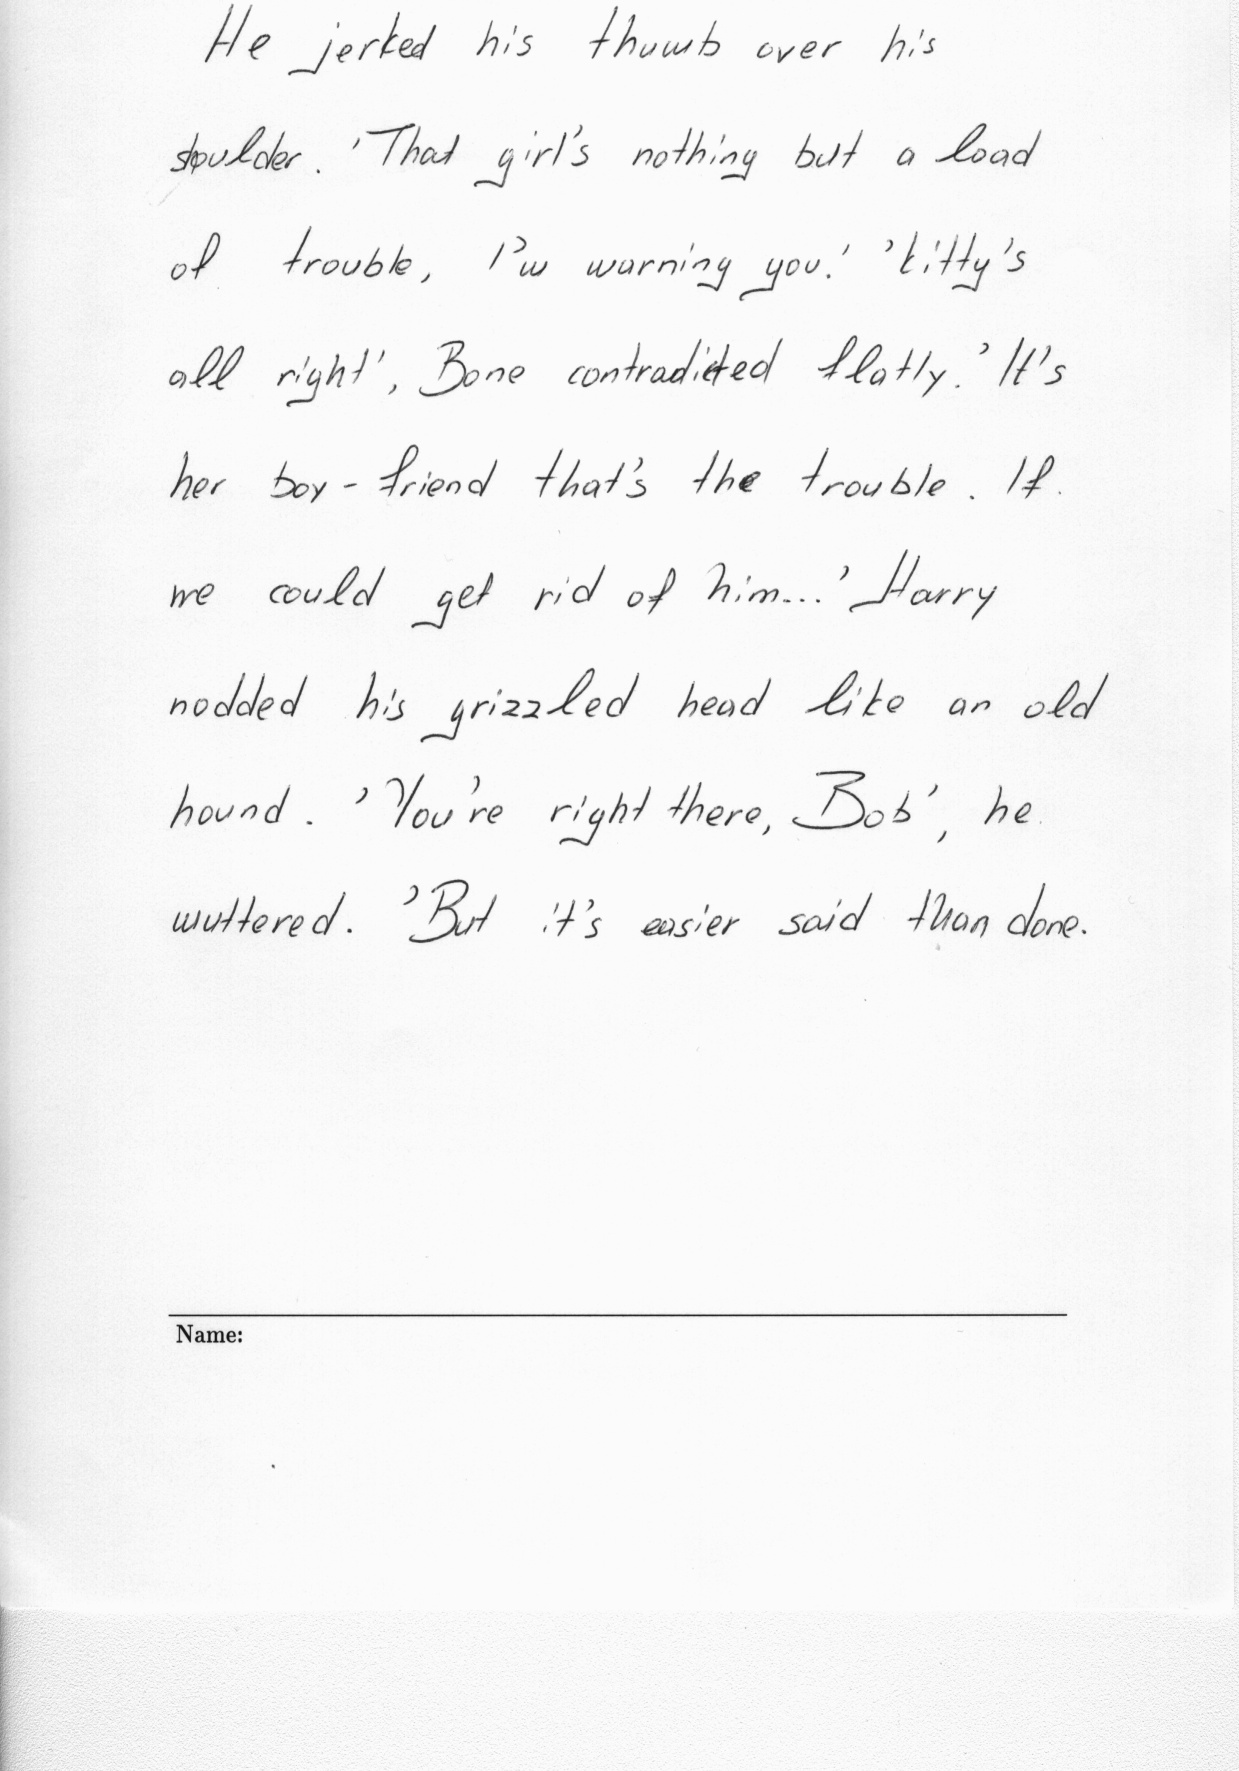 He jerked his thumb over his
shoulder. 'That girl's nothing but a load
of trouble, I'm warning you.' 'Kitty's
all right', Bone contradicted flatly. 'It's
her boy-friend that's the trouble. If
we could get rid of him...' Harry
nodded his grizzled head like an old
hound. 'You're right there, Bob', he
muttered. 'But it's easier said than done.
Name: